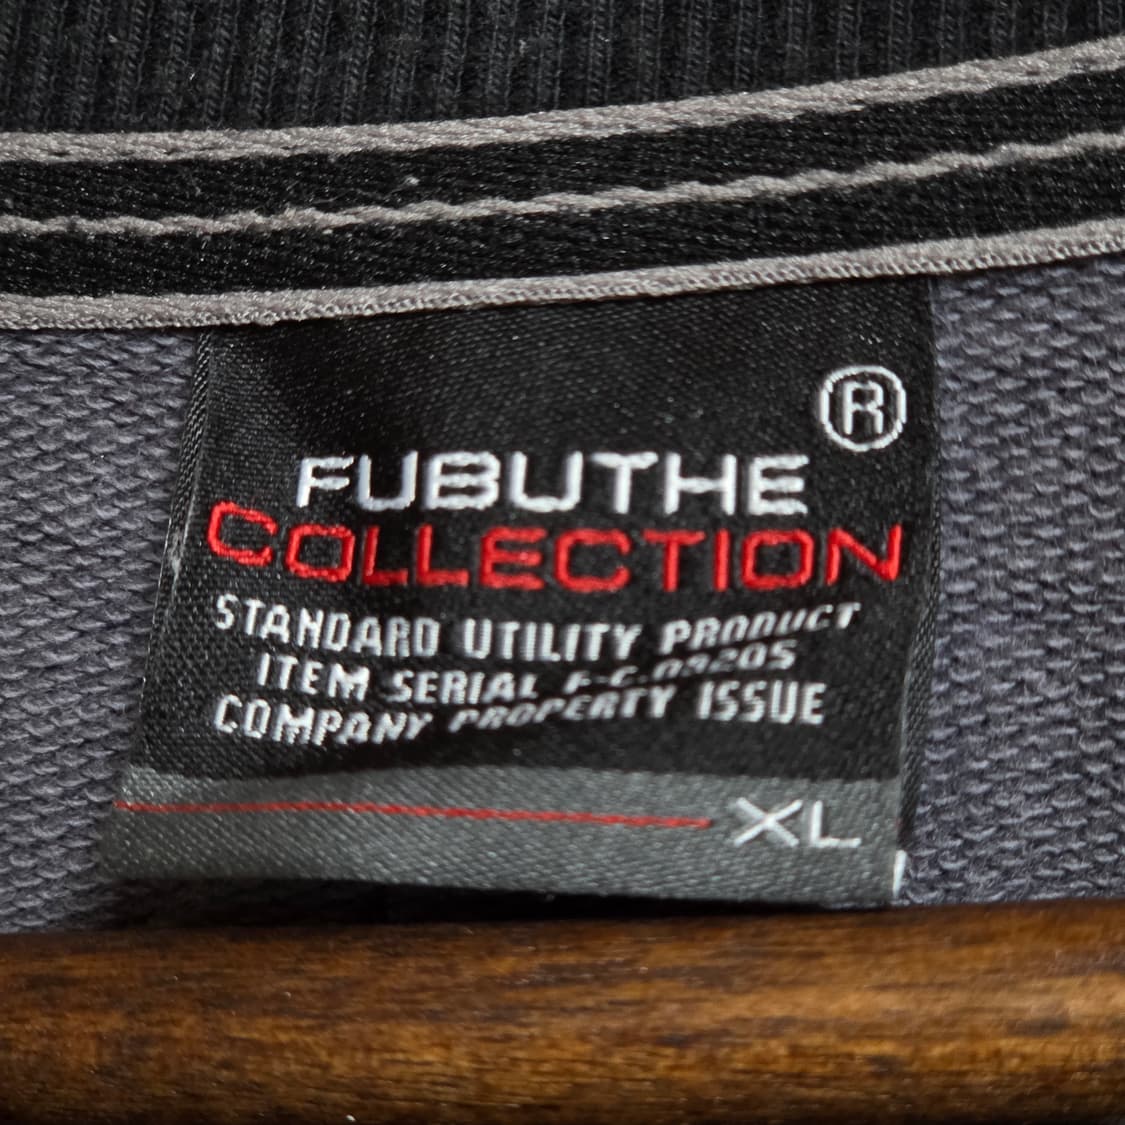 ®
FUBUTHE
COLLECTION
STANDARD UTILITY PRODUCT
ITEM SERIAL
COMPANY PROPERTY ISSUE
XL